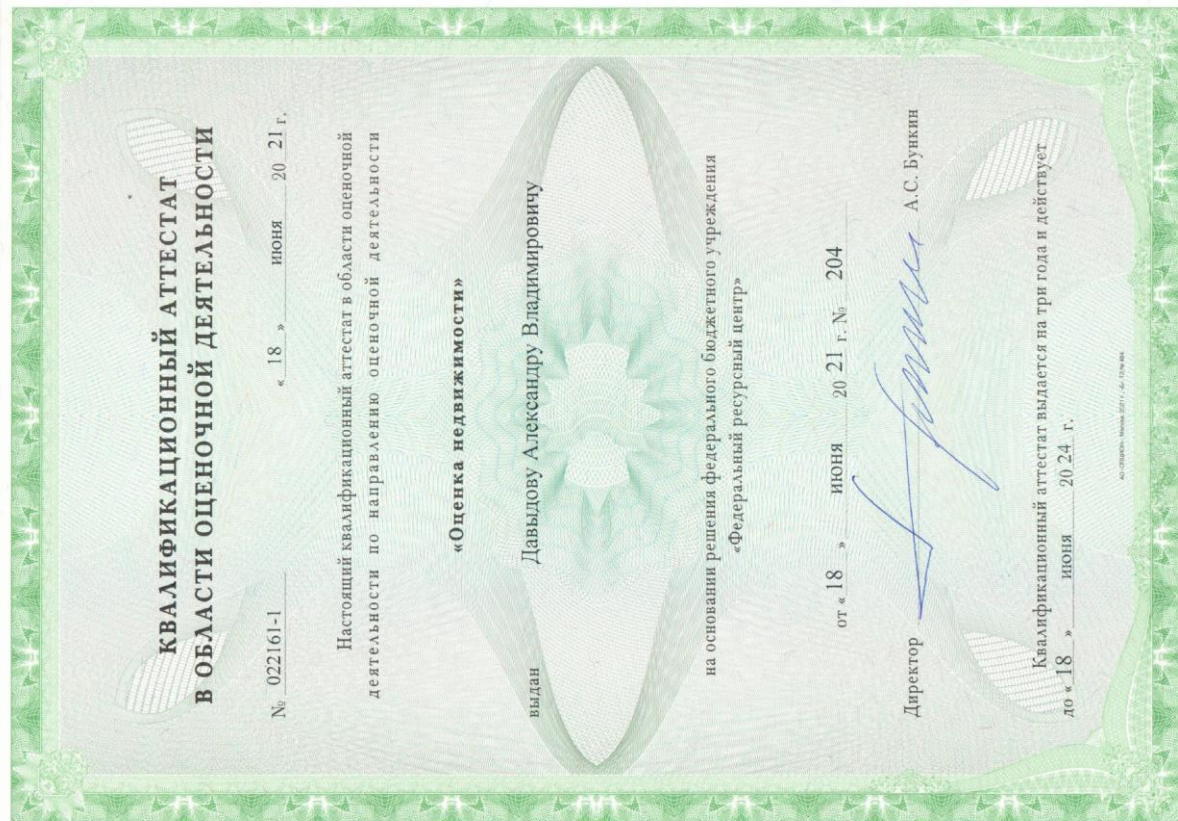 КВАЛИФИКАЦИОННЫЙ АТТЕСТАТ
В ОБЛАСТИ ОЦЕНОЧНОЙ ДЕЯТЕЛЬНОСТИ
№ 022161-1 « 18 » июня 20 21 г.
Настоящий квалификационный аттестат в области оценочной
деятельности по направлению оценочной деятельности
«Оценка недвижимости»
выдан Давыдову Александру Владимировичу
на основании решения федерального бюджетного учреждения
«Федеральный ресурсный центр»
от « 18 » июня 20 21 г. № 204
Директор А.С. Бункин
Квалификационный аттестат выдается на три года и действует
до « 18 » июня 20 24 г.